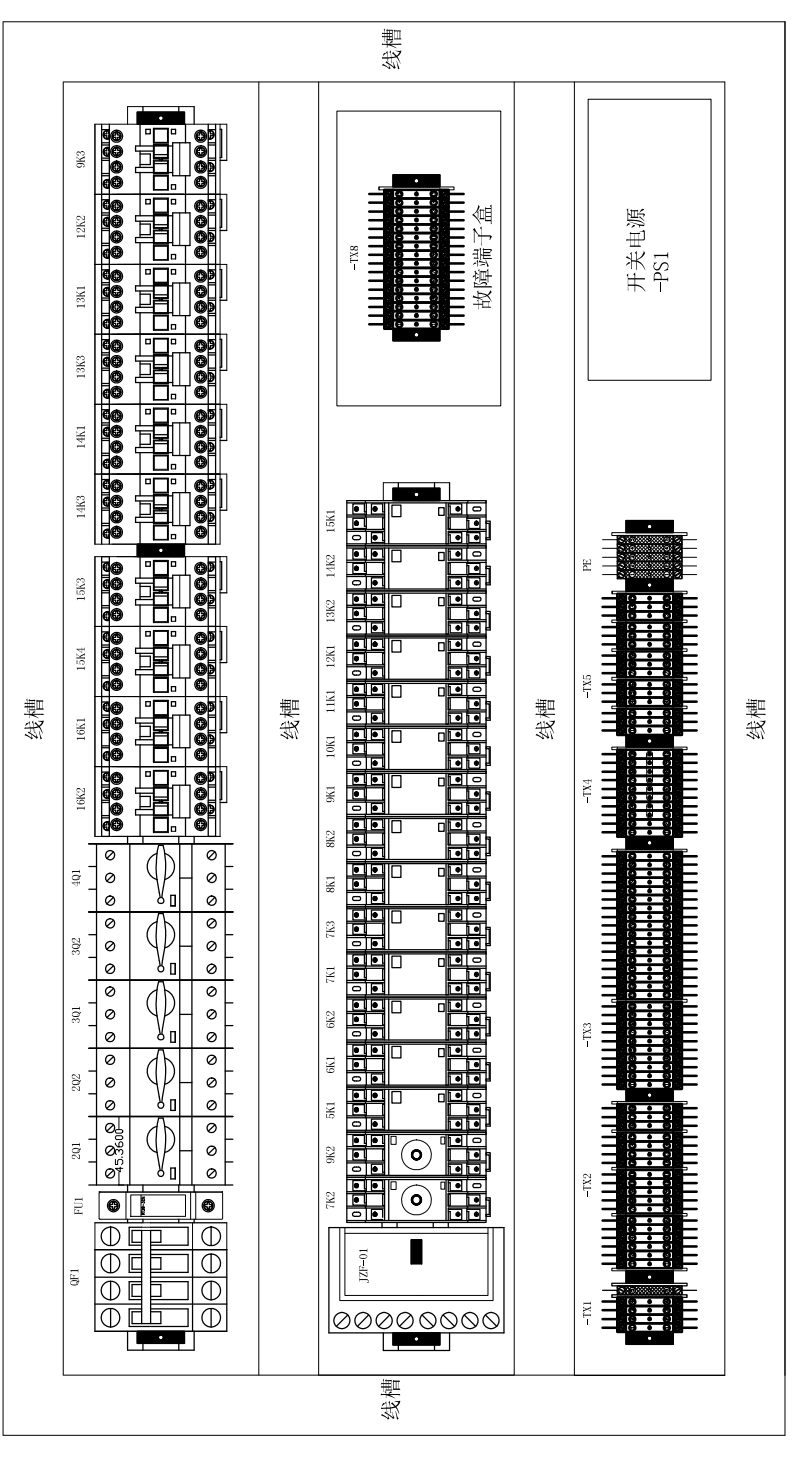 线槽
9K3
12K2
13K1
13K3
14K1
14K3
15K3
15K4
16K1
16K2
4Q1
3Q2
3Q1
2Q2
2Q1
45.3600
FU1
QF1
-TX8
故障端子盒
15K1
14K2
13K2
12K1
11K1
10K1
9K1
8K2
8K1
7K3
7K1
6K2
6K1
5K1
9K2
7K2
JZF-01
开关电源
-PS1
PE
-TX5
-TX4
-TX3
-TX2
-TX1
线槽
线槽
线槽
线槽
线槽